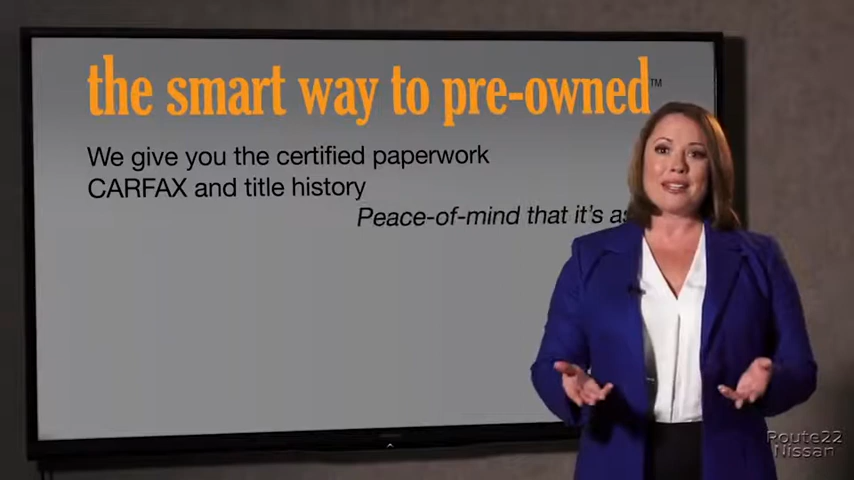 the smart way to pre-owned™
We give you the certified paperwork
CARFAX and title history
Peace-of-mind that it's as
Route22
Nissan